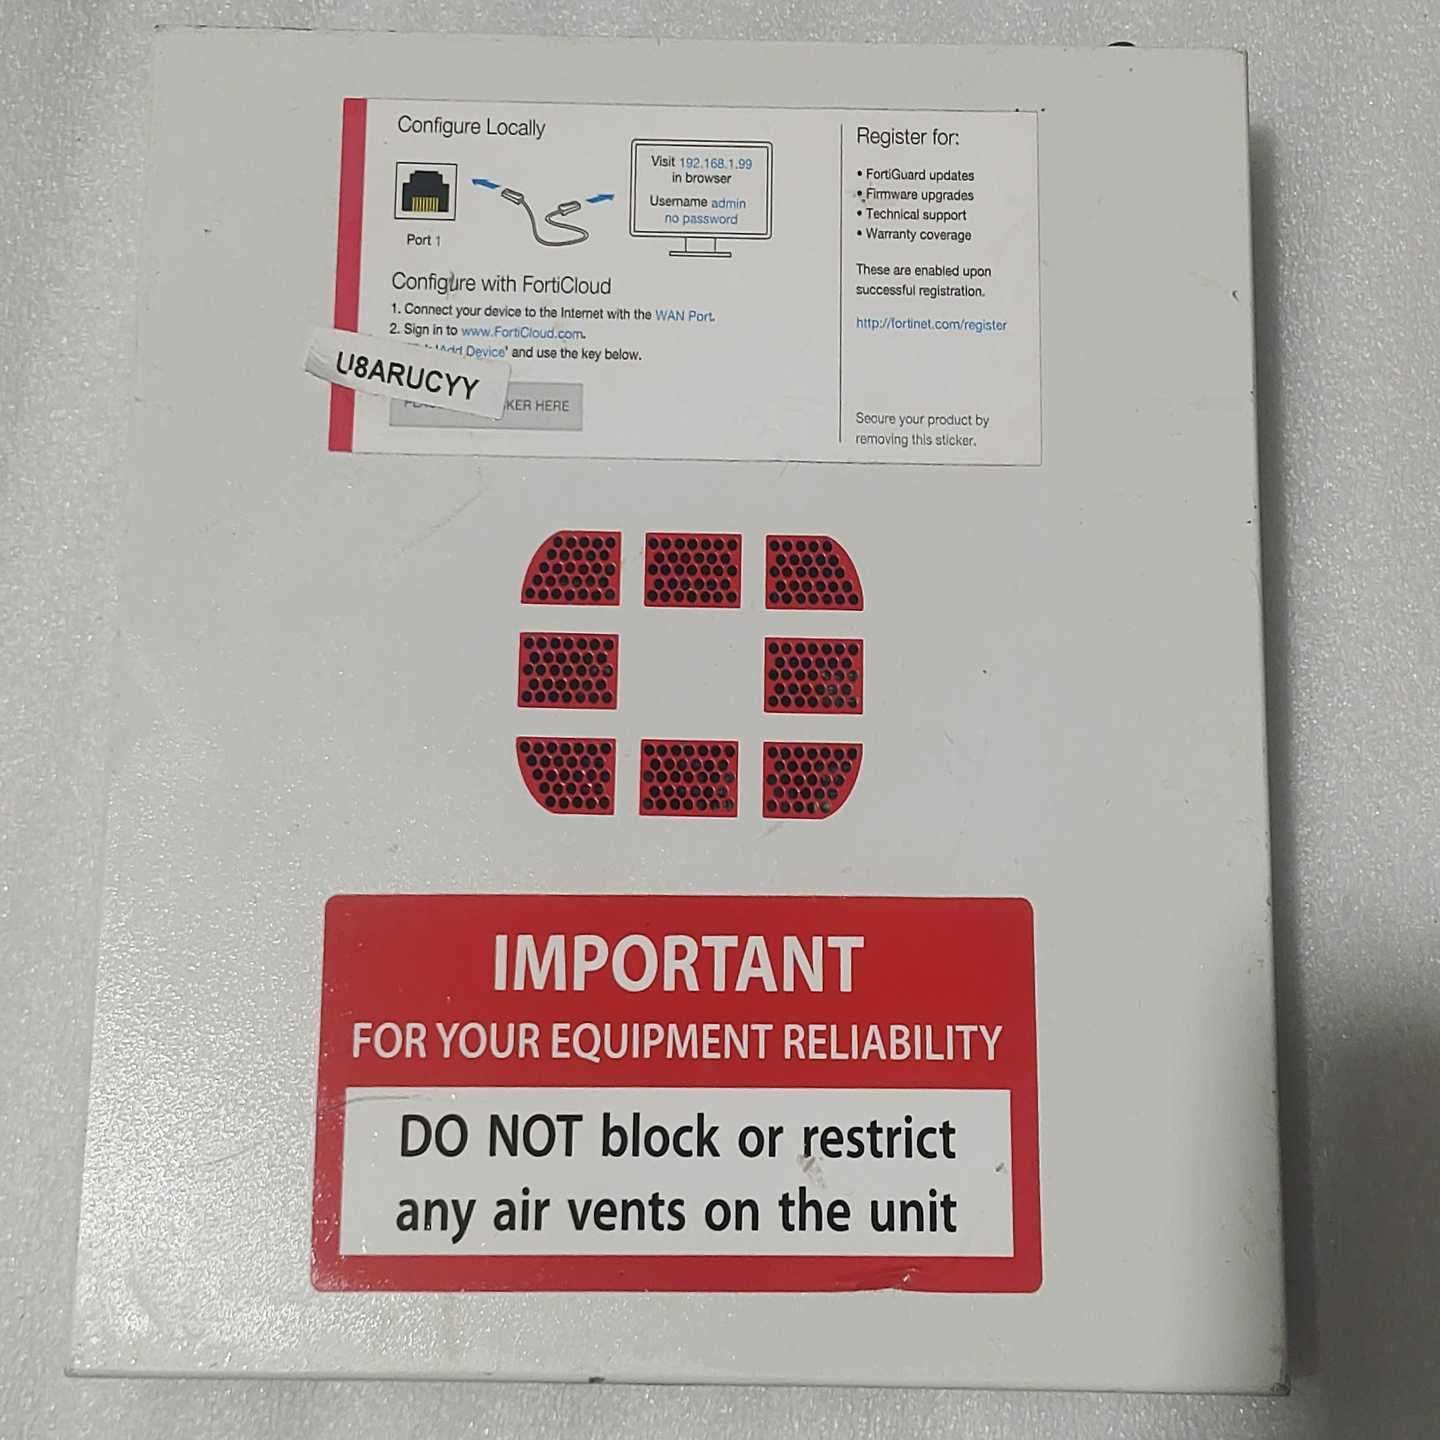 Configure Locally
Port 1
Visit 192.168.1.99
in browser
Username admin
no password
Configure with FortiCloud
1. Connect your device to the Internet with the WAN Port.
2. Sign in to www.FortiCloud.com.
'Add Device' and use the key below.
U8ARUCYY
HERE
Register for:
• FortiGuard updates
• Firmware upgrades
• Technical support
• Warranty coverage
These are enabled upon
successful registration.
http://fortinet.com/register
Secure your product by
removing this sticker.
IMPORTANT
FOR YOUR EQUIPMENT RELIABILITY
DO NOT block or restrict
any air vents on the unit